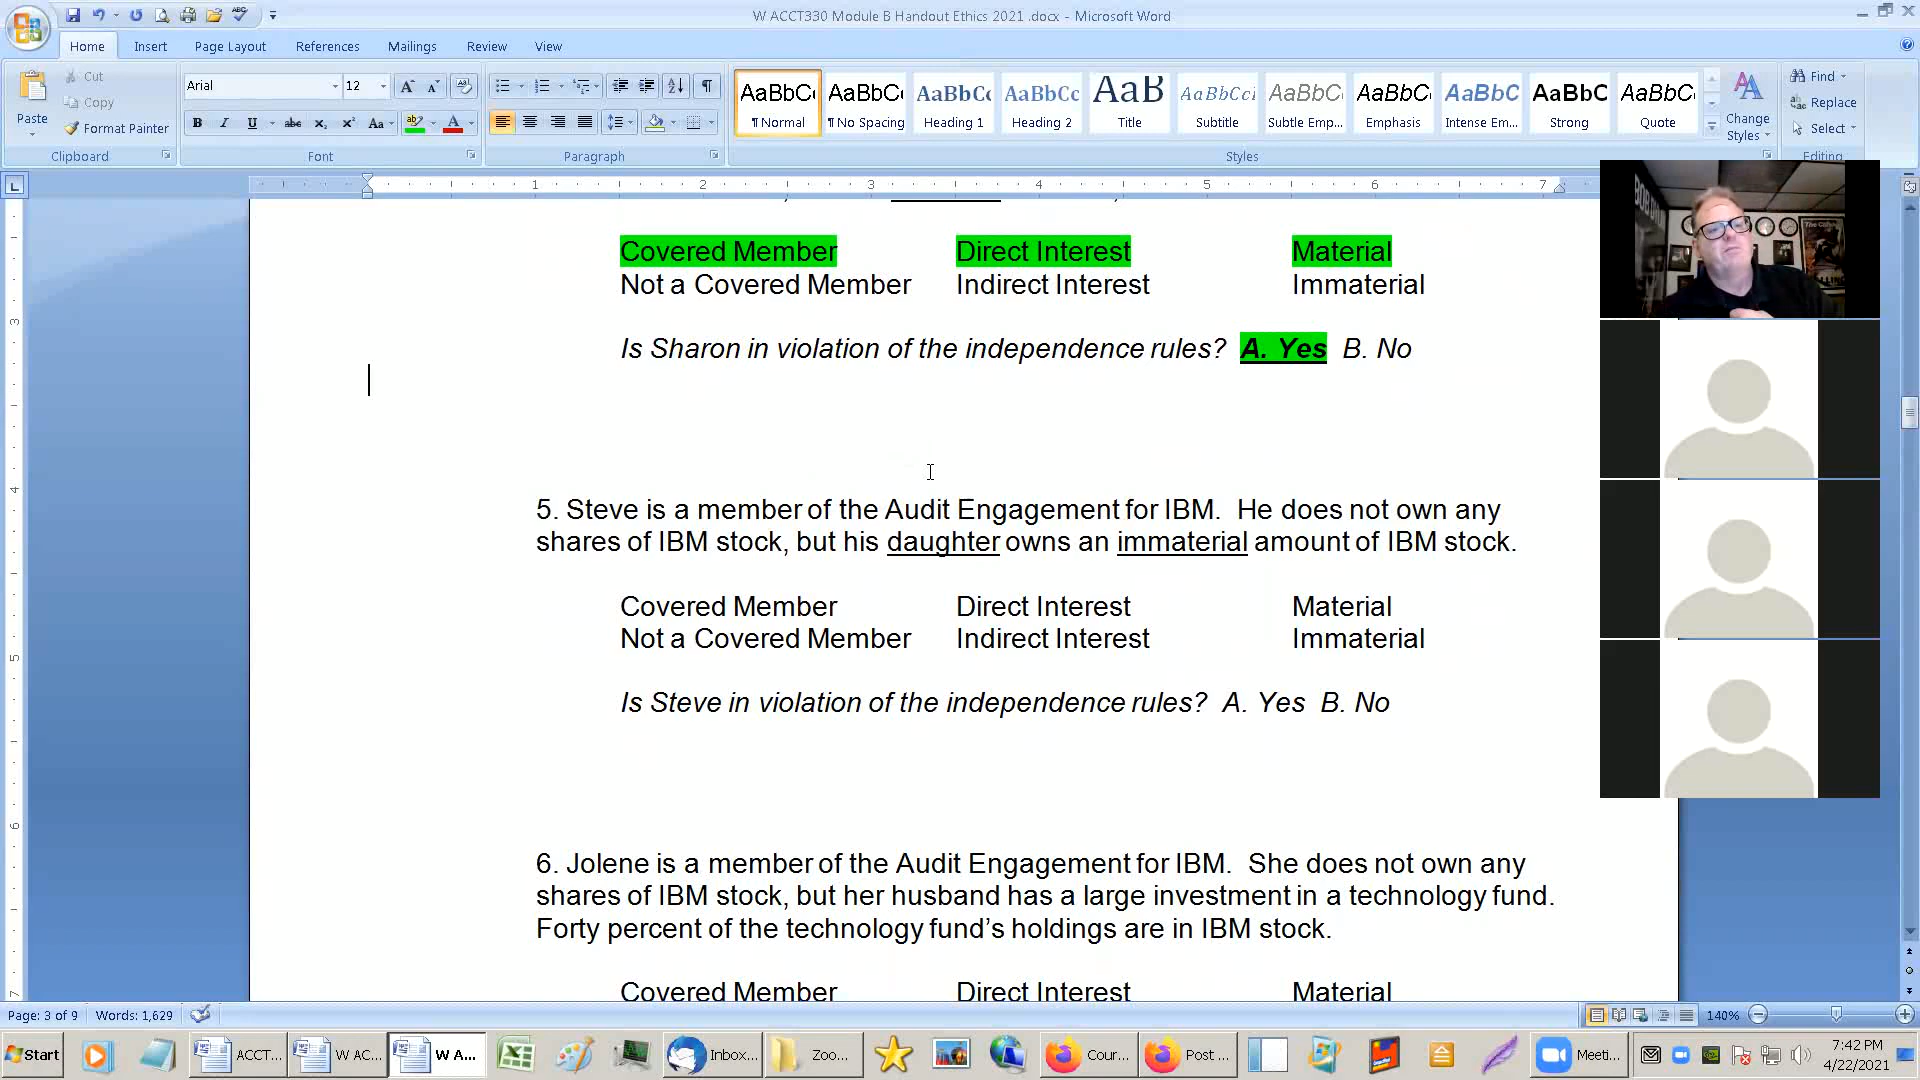 W ACCT330 Module B Handout Ethics 2021 .docx - Microsoft Word
Home Insert Page Layout References Mailings Review View
Cut
Copy
Format Painter
Paste
Clipboard
Arial 12
Font
Paragraph
AaBbCc AaBbCc AaBbCc AaBbCc AaB AaBbCcI AaBbCc AaBbCc AaBbC AaBbCc AaBbCc
¶ Normal ¶ No Spacing Heading 1 Heading 2 Title Subtitle Subtle Emp... Emphasis Intense Em... Strong Quote
Styles
Change Styles
Find
Replace
Select
Editing
1 2 3 4 5 6 7
Covered Member Direct Interest Material
Not a Covered Member Indirect Interest Immaterial
Is Sharon in violation of the independence rules? A. Yes B. No
5. Steve is a member of the Audit Engagement for IBM. He does not own any
shares of IBM stock, but his daughter owns an immaterial amount of IBM stock.
Covered Member Direct Interest Material
Not a Covered Member Indirect Interest Immaterial
Is Steve in violation of the independence rules? A. Yes B. No
6. Jolene is a member of the Audit Engagement for IBM. She does not own any
shares of IBM stock, but her husband has a large investment in a technology fund.
Forty percent of the technology fund's holdings are in IBM stock.
Covered Member Direct Interest Material
Page: 3 of 9 Words: 1,629 140%
Start ACCT... W AC... W A... Inbox... Zoo... Cour... Post ... Meeti... 7:42 PM
4/22/2021